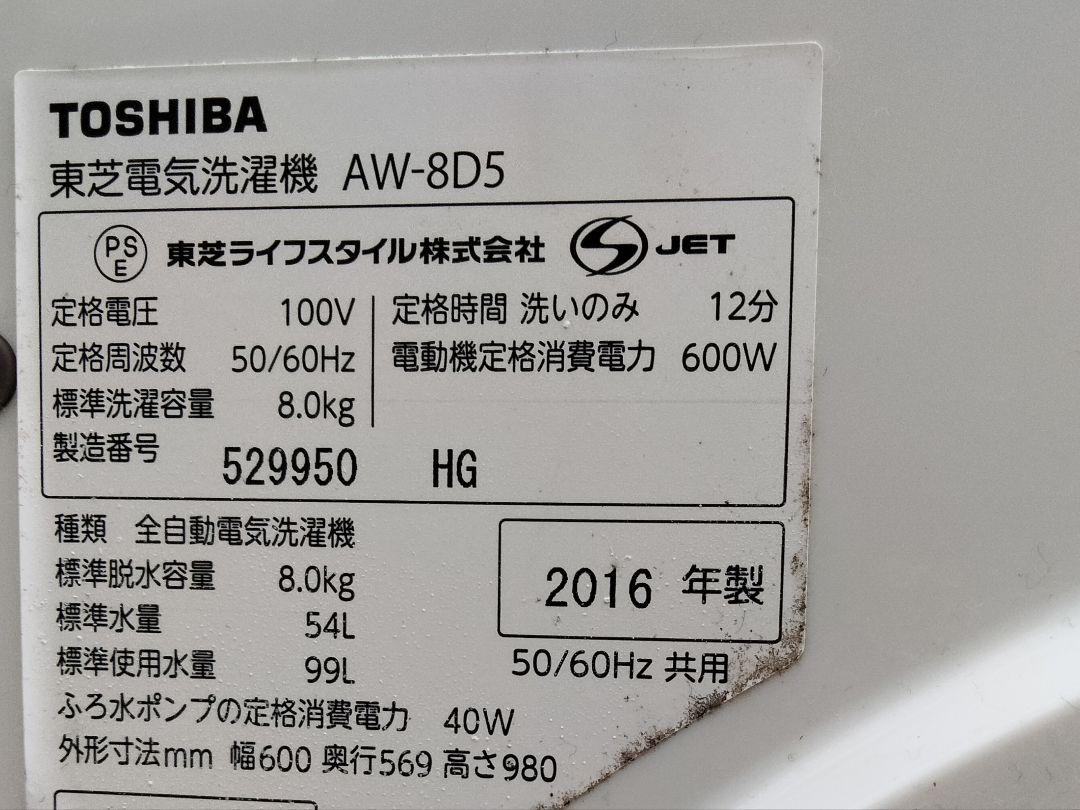 TOSHIBA
東芝電気洗濯機 AW-8D5
PSE 東芝ライフスタイル株式会社 JET
定格電圧 100V
定格周波数 50/60Hz
標準洗濯容量 8.0kg
定格時間 洗いのみ 12分
電動機定格消費電力 600W
製造番号 529950 HG
種類 全自動電気洗濯機
標準脱水容量 8.0kg
標準水量 54L
標準使用水量 99L
2016 年製
50/60Hz 共用
ふろ水ポンプの定格消費電力 40W
外形寸法mm 幅600 奥行569 高さ980